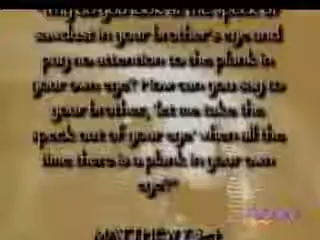 Why do you look at the speck of
sawdust in your brother's eye and
pay no attention to the plank in
your own eye? How can you say to
your brother, 'let me take the
speck out of your eye' when all the
time there is a plank in your own
eye?"
MATTHEW